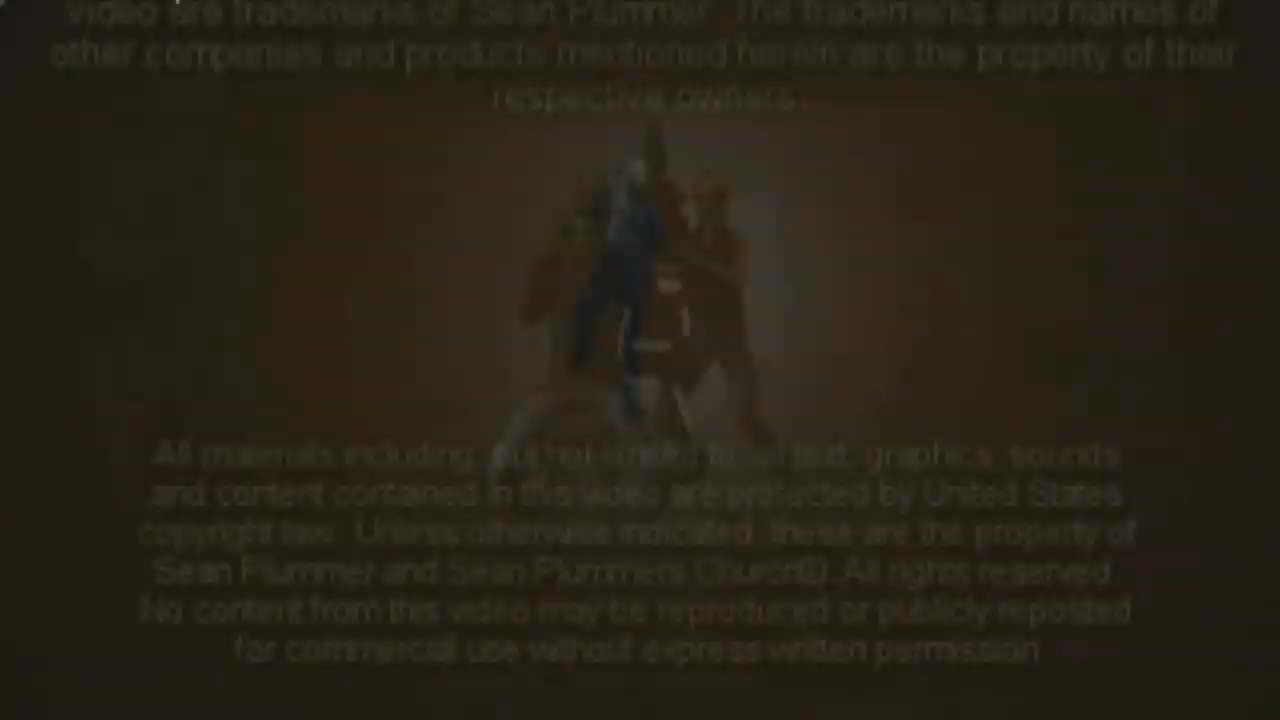 video are trademarks of Sean Plummer. The trademarks and names of
other companies and products mentioned herein are the property of their
respective owners.
All materials including, but not limited to all text, graphics, sounds
and content contained in this video are protected by United States
copyright law. Unless otherwise indicated, these are the property of
Sean Plummer and Sean Plummers Church©. All rights reserved.
No content from this video may be reproduced or publicly reposted
for commercial use without express written permission